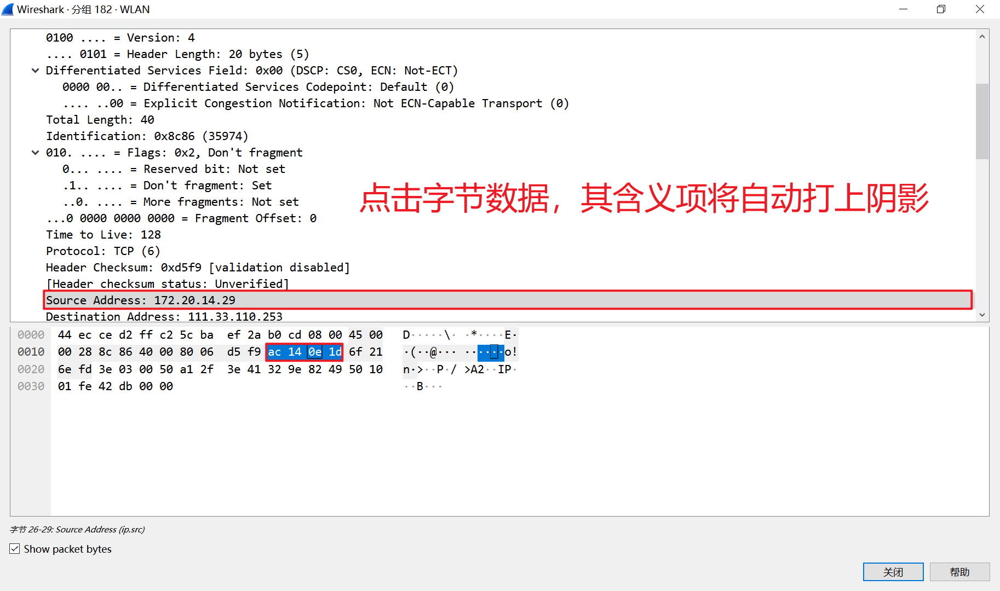 Wireshark · 分组 182 · WLAN
0100 .... = Version: 4
.... 0101 = Header Length: 20 bytes (5)
Differentiated Services Field: 0x00 (DSCP: CS0, ECN: Not-ECT)
0000 00.. = Differentiated Services Codepoint: Default (0)
.... ..00 = Explicit Congestion Notification: Not ECN-Capable Transport (0)
Total Length: 40
Identification: 0x8c86 (35974)
010. .... = Flags: 0x2, Don't fragment
0... .... = Reserved bit: Not set
.1.. .... = Don't fragment: Set
..0. .... = More fragments: Not set
点击字节数据，其含义项将自动打上阴影
...0 0000 0000 0000 = Fragment Offset: 0
Time to Live: 128
Protocol: TCP (6)
Header Checksum: 0xd5f9 [validation disabled]
[Header checksum status: Unverified]
Source Address: 172.20.14.29
Destination Address: 111.33.110.253
0000 44 ec ce d2 ff c2 5c ba ef 2a b0 cd 08 00 45 00 D·····\· ·*····E·
0010 00 28 8c 86 40 00 80 06 d5 f9 ac 14 0e 1d 6f 21 ·(··@··· ······o!
0020 6e fd 3e 03 00 50 a1 2f 3e 41 32 9e 82 49 50 10 n·>··P·/ >A2··IP·
0030 01 fe 42 db 00 00 ··B···
字节 26-29: Source Address (ip.src)
Show packet bytes
关闭 帮助